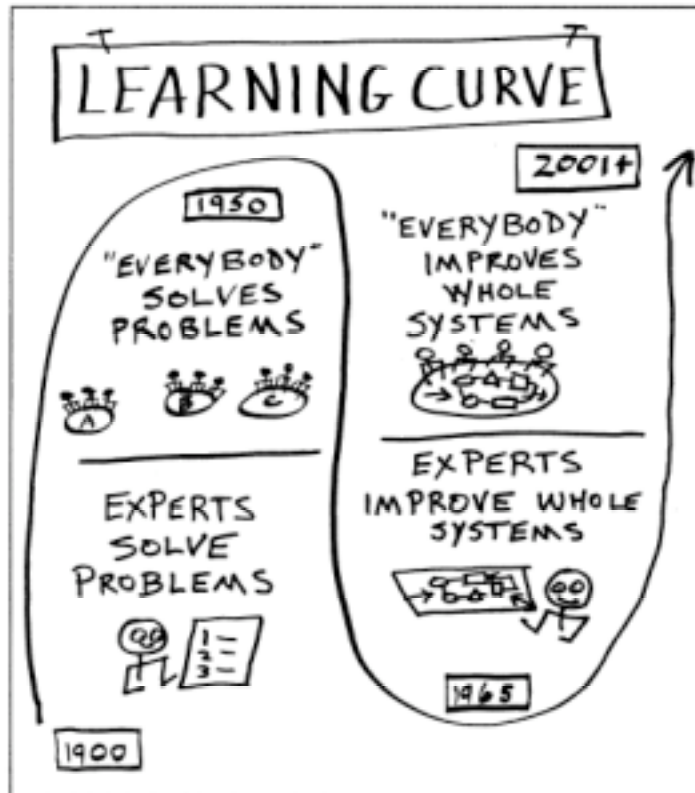 LEARNING CURVE
1950
"EVERYBODY"
SOLVES
PROBLEMS
A
B
C
EXPERTS
SOLVE
PROBLEMS
1 —
2 —
3 —
1900
2001+
"EVERYBODY"
IMPROVES
WHOLE
SYSTEMS
EXPERTS
IMPROVE WHOLE
SYSTEMS
1965